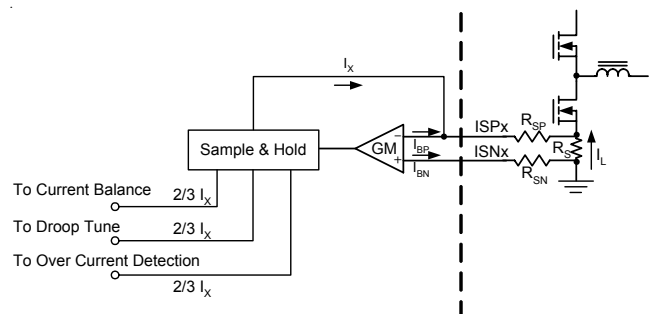 I_X
Sample & Hold
GM
−
+
I_BP
I_BN
ISPx
ISNx
R_SP
R_SN
R_S
I_L
To Current Balance
2/3 I_X
To Droop Tune
2/3 I_X
To Over Current Detection
2/3 I_X